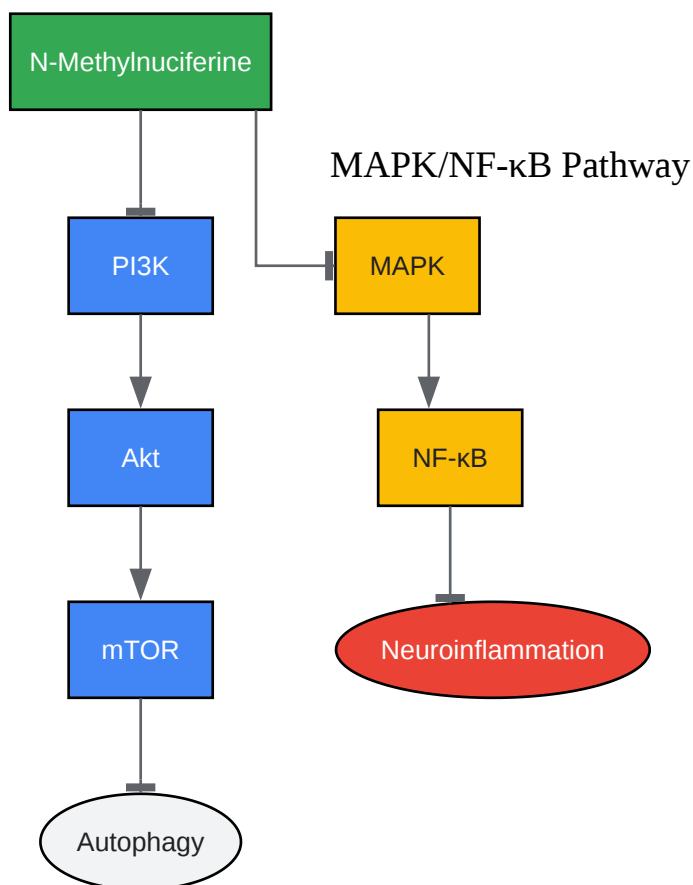 N-Methylnuciferine
MAPK/NF-κB Pathway
PI3K
MAPK
Akt
NF-κB
mTOR
Neuroinflammation
Autophagy